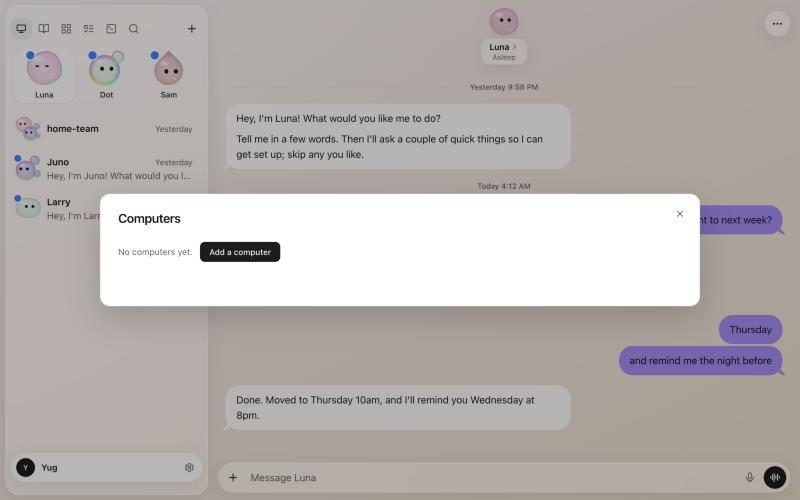 Luna
Dot
Sam
home-team
Yesterday
Juno
Yesterday
Hey, I'm Juno! What would you l...
Larry
Hey, I'm Larr
Y
Yug
Luna
Asleep
Yesterday 9:58 PM
Hey, I'm Luna! What would you like me to do?
Tell me in a few words. Then I'll ask a couple of quick things so I can
get set up; skip any you like.
Today 4:12 AM
to next week?
Computers
No computers yet.
Add a computer
Thursday
and remind me the night before
Done. Moved to Thursday 10am, and I'll remind you Wednesday at
8pm.
Message Luna